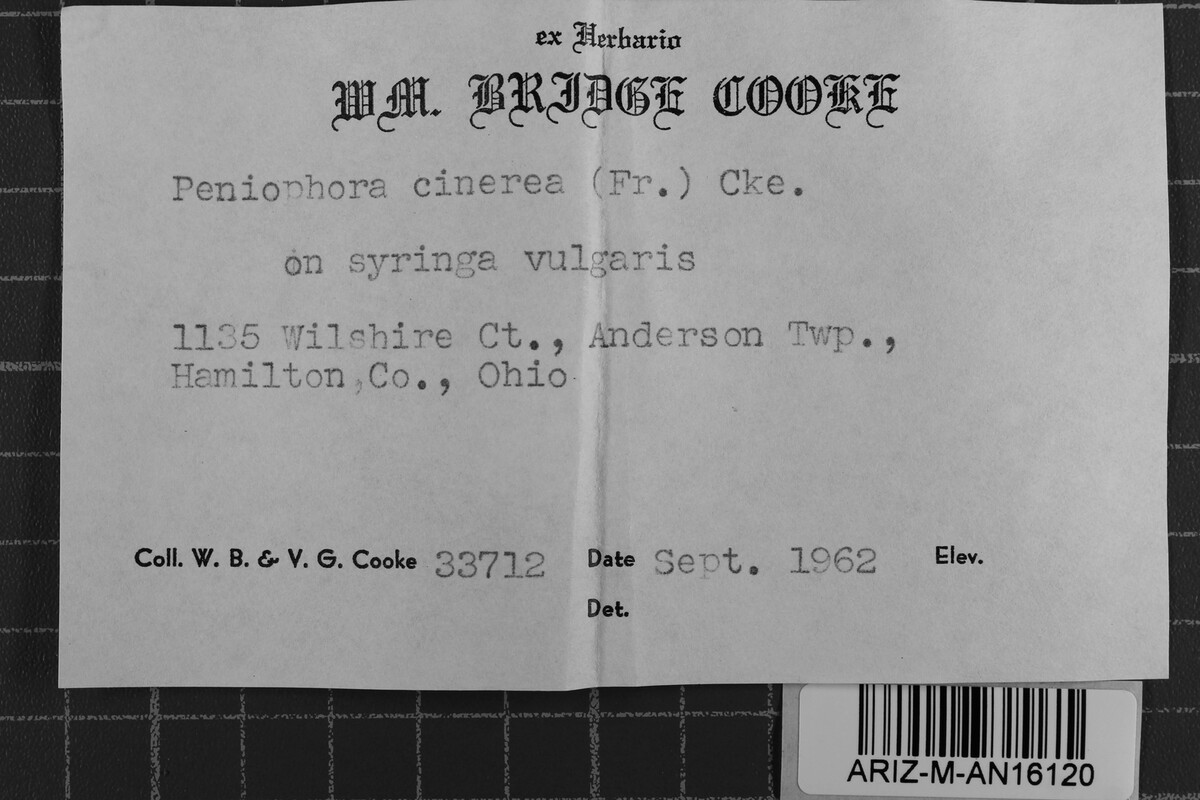 ex Herbario
WM. BRIDGE COOKE
Peniophora cinerea (Fr.) Cke.
on syringa vulgaris
1135 Wilshire Ct., Anderson Twp.,
Hamilton,Co., Ohio
Coll. W. B. & V. G. Cooke 33712 Date Sept. 1962 Elev.
Det.
ARIZ-M-AN16120